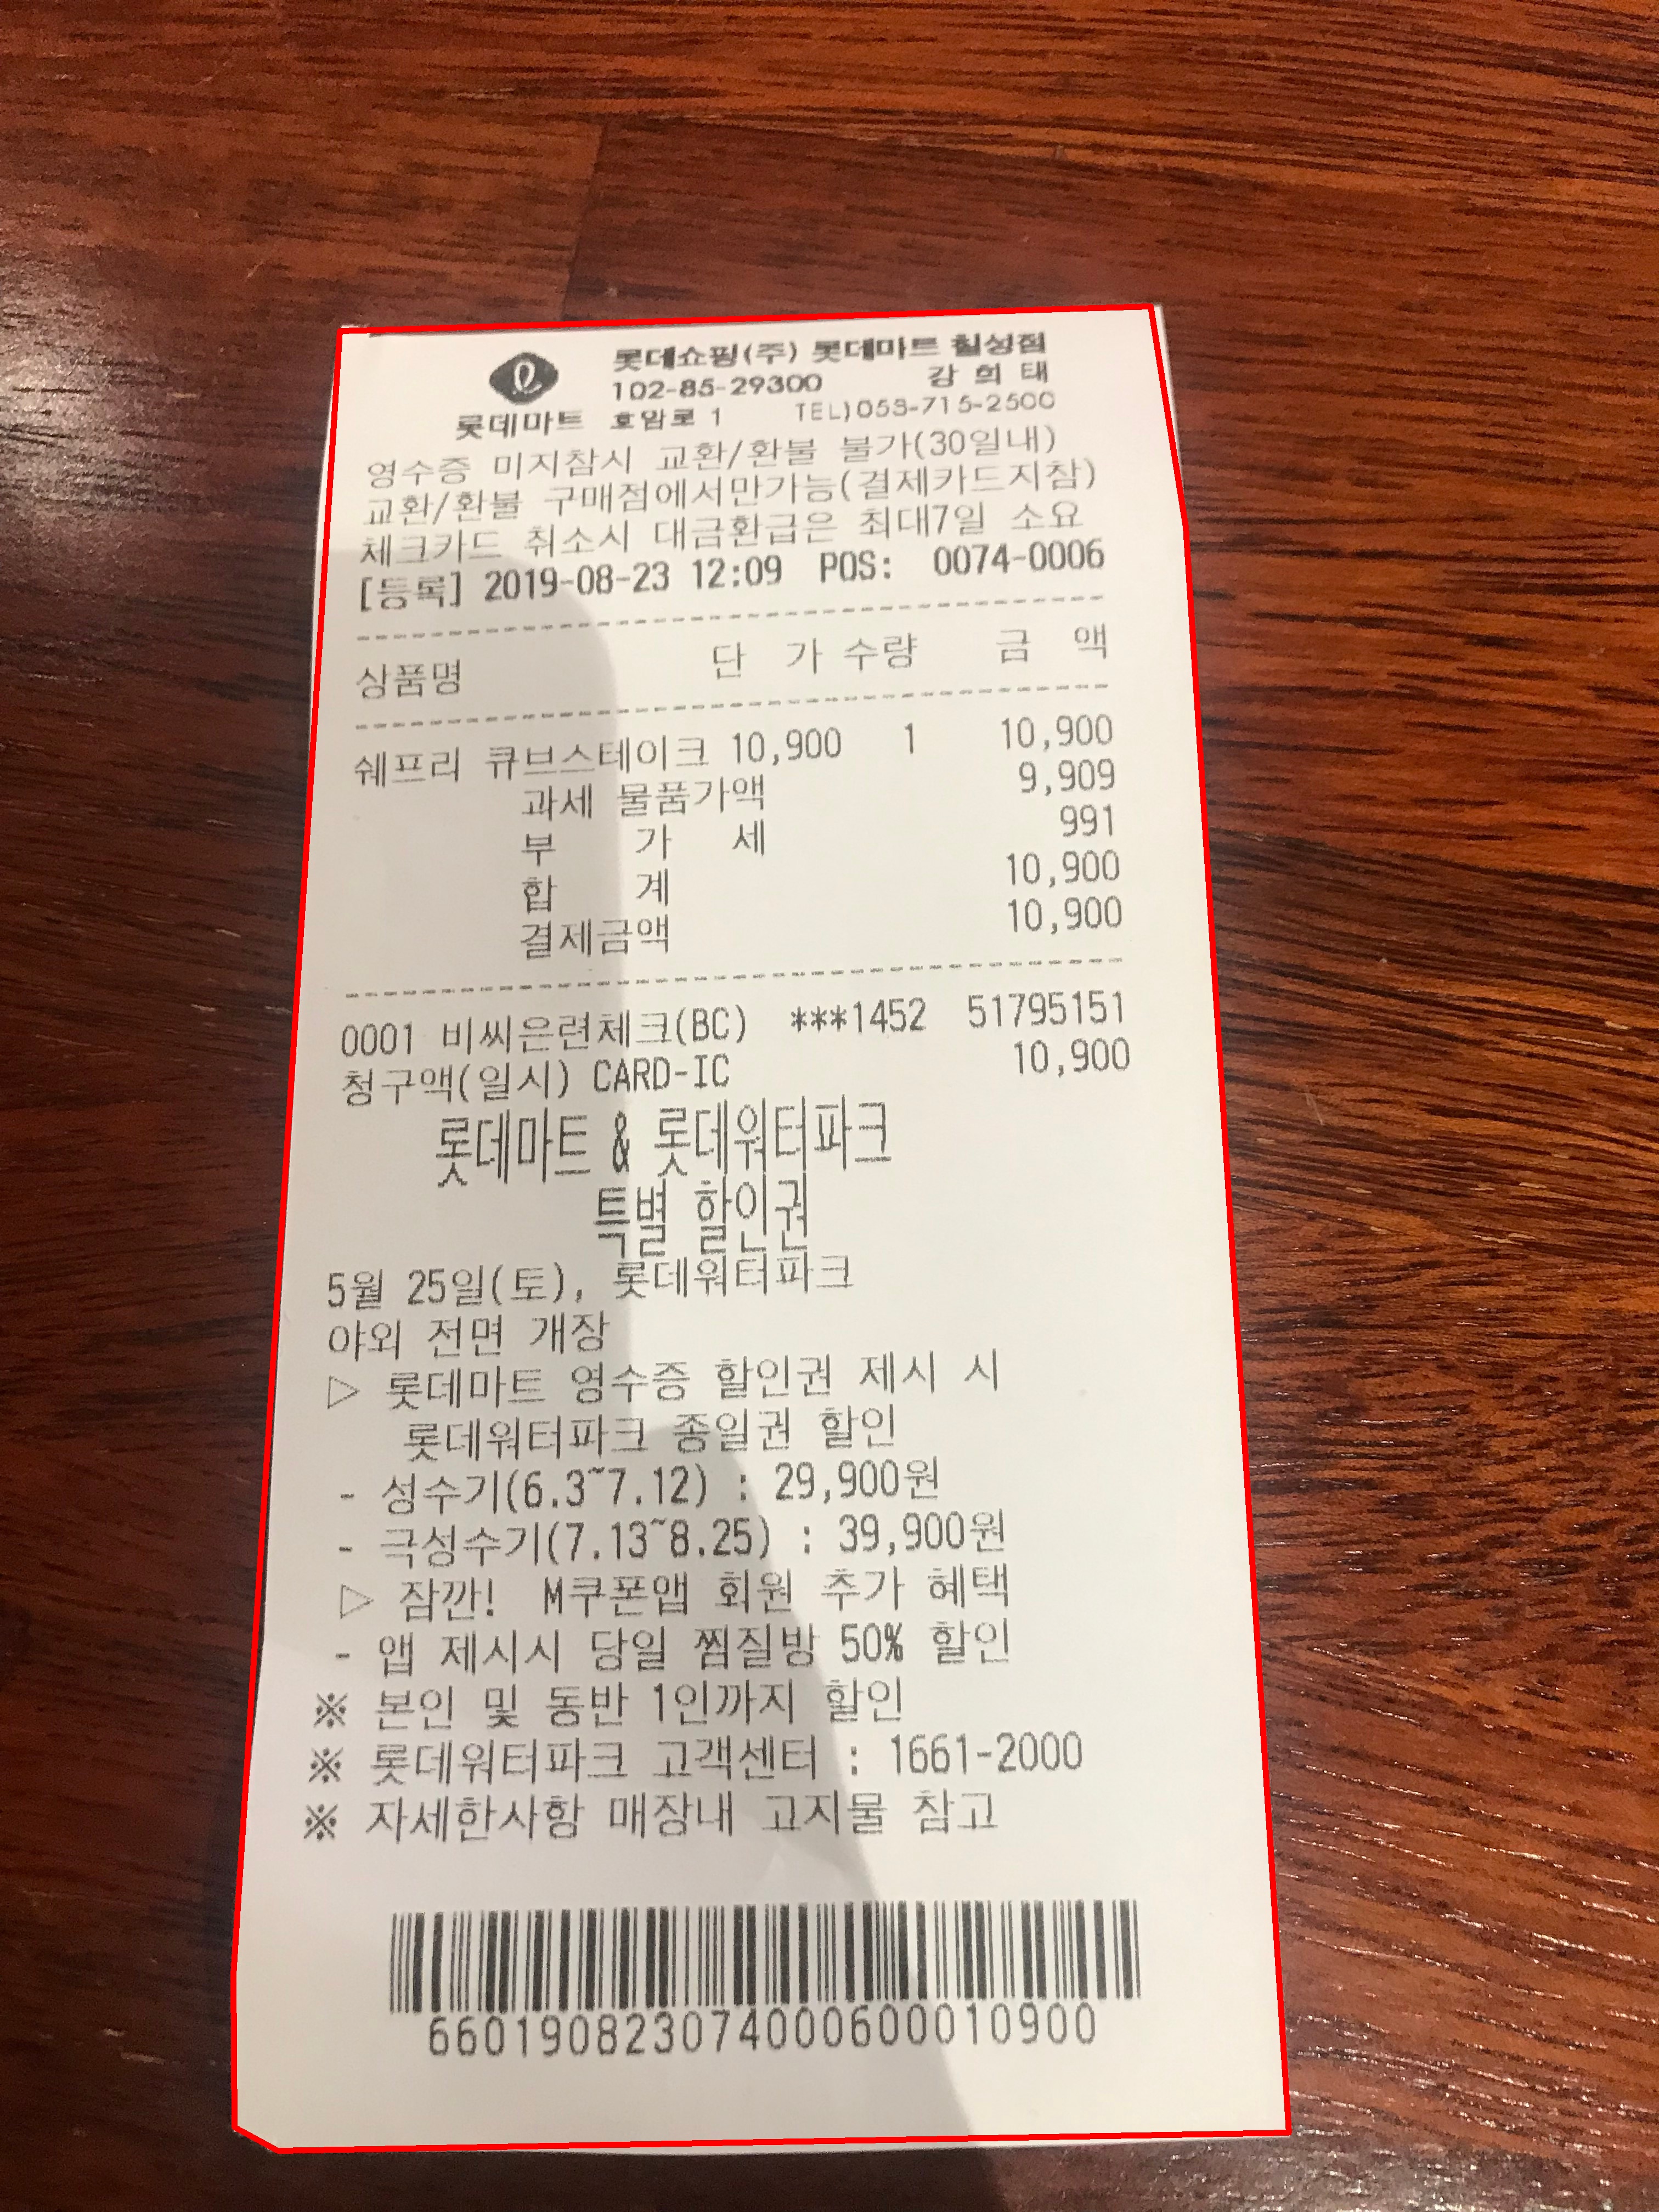 롯데쇼핑(주) 롯데마트 칠성점
102-85-29300 강 희 태
롯데마트 호암로 1 TEL)053-715-2500
영수증 미지참시 교환/환불 불가(30일내)
교환/환불 구매점에서만가능(결제카드지참)
체크카드 취소시 대금환급은 최대7일 소요
[등록] 2019-08-23 12:09 POS: 0074-0006
상품명 단 가 수량 금 액
쉐프리 큐브스테이크 10,900 1 10,900
과세 물품가액 9,909
부 가 세 991
합 계 10,900
결제금액 10,900
0001 비씨은련체크(BC) ***1452 51795151
청구액(일시) CARD-IC 10,900
롯데마트 & 롯데워터파크
특별 할인권
5월 25일(토), 롯데워터파크
야외 전면 개장
▷ 롯데마트 영수증 할인권 제시 시
롯데워터파크 종일권 할인
- 성수기(6.3~7.12) : 29,900원
- 극성수기(7.13~8.25) : 39,900원
▷ 잠깐! M쿠폰앱 회원 추가 혜택
- 앱 제시시 당일 찜질방 50% 할인
※ 본인 및 동반 1인까지 할인
※ 롯데워터파크 고객센터 : 1661-2000
※ 자세한사항 매장내 고지물 참고
660190823074000600010900